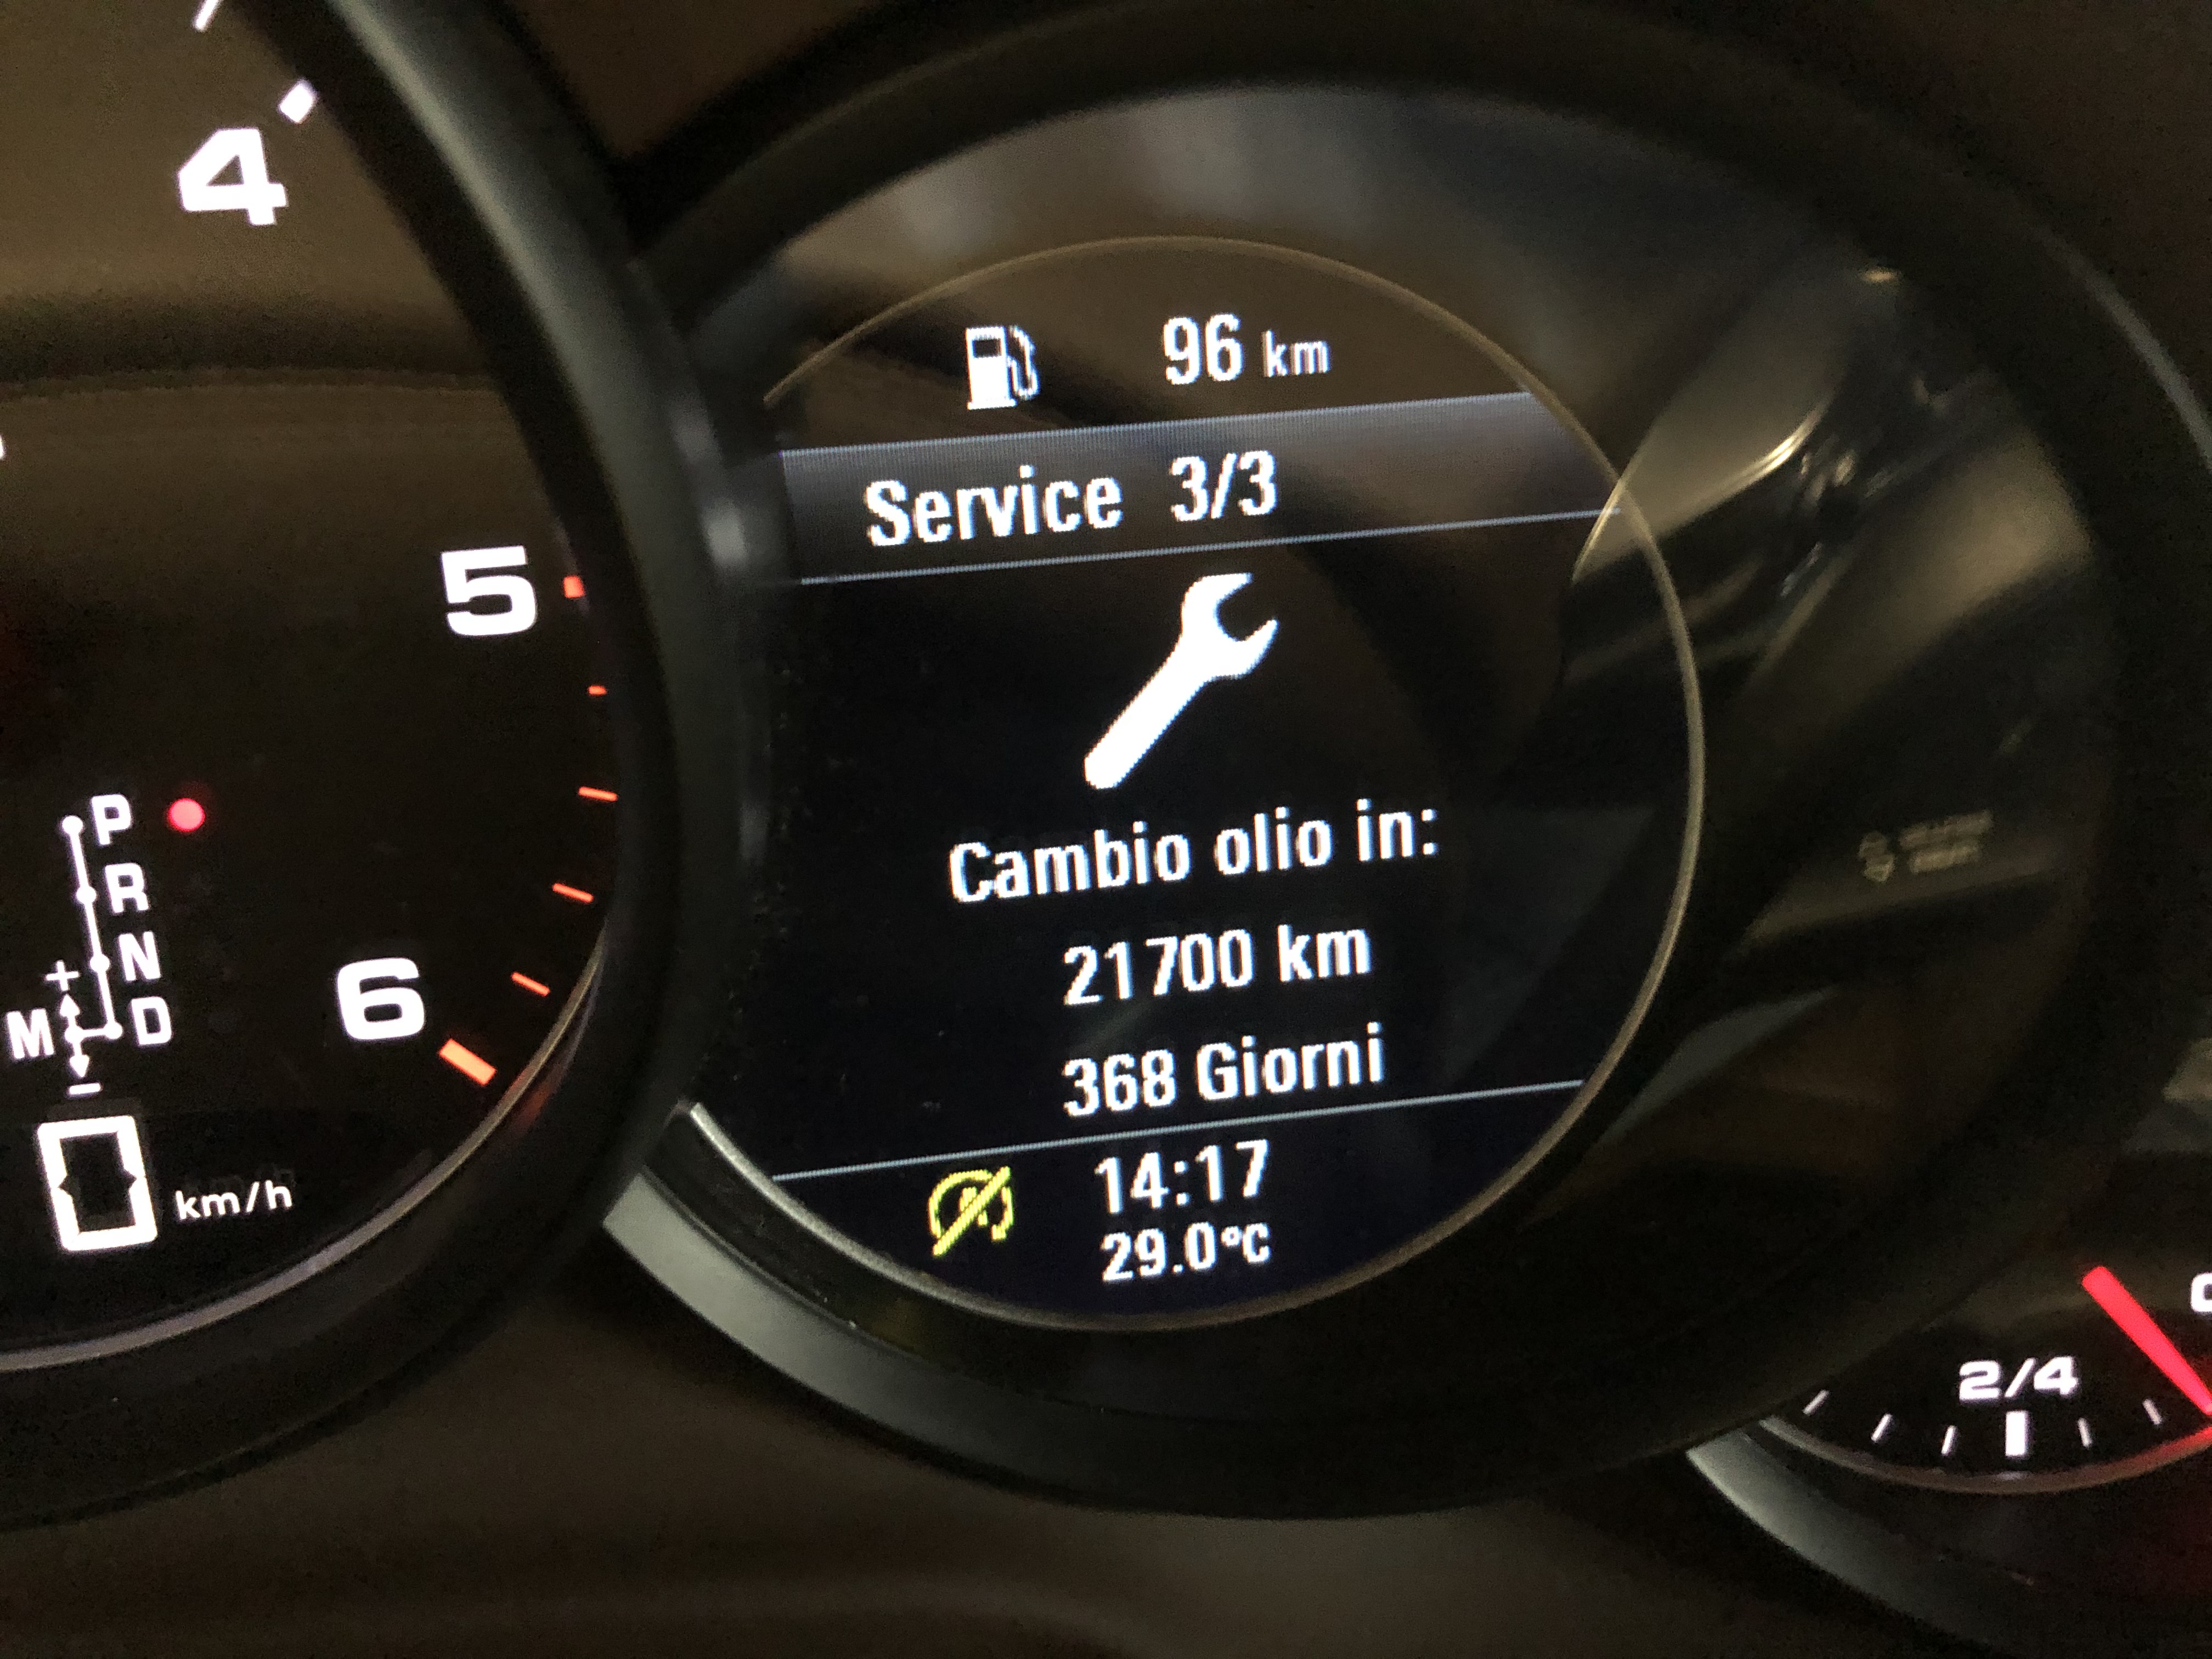 4
5
6
P
R
N
+
M D
-
km/h
96 km
Service 3/3
Cambio olio in:
21700 km
368 Giorni
A
14:17
29.0°C
2/4